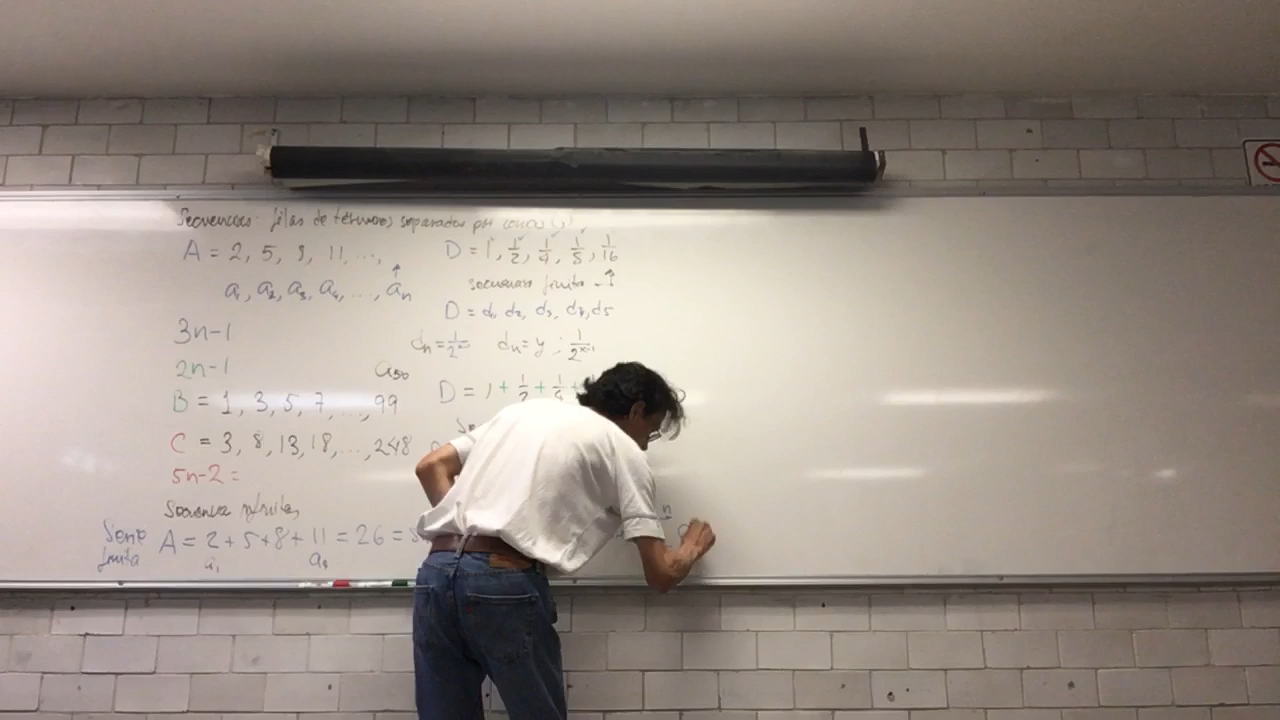 Secuencias: filas de términos separados por comas (,)
A = 2, 5, 8, 11, ...,
a₁, a₂, a₃, a₄, ..., aₙ
3n-1
2n-1
a₅₀
B = 1, 3, 5, 7, ..., 99
C = 3, 8, 13, 18, ..., 248
5n-2 =
Secuencia
Serie finita
A = 2 + 5 + 8 + 11 = 26 =
a₁ a₄
D = 1, 1/2, 1/4, 1/8, 1/16
secuencia finita
D = d₁, d₂, d₃, d₄, d₅
dₙ = y ;
D = 1 + 1/2 + 1/4 +
n